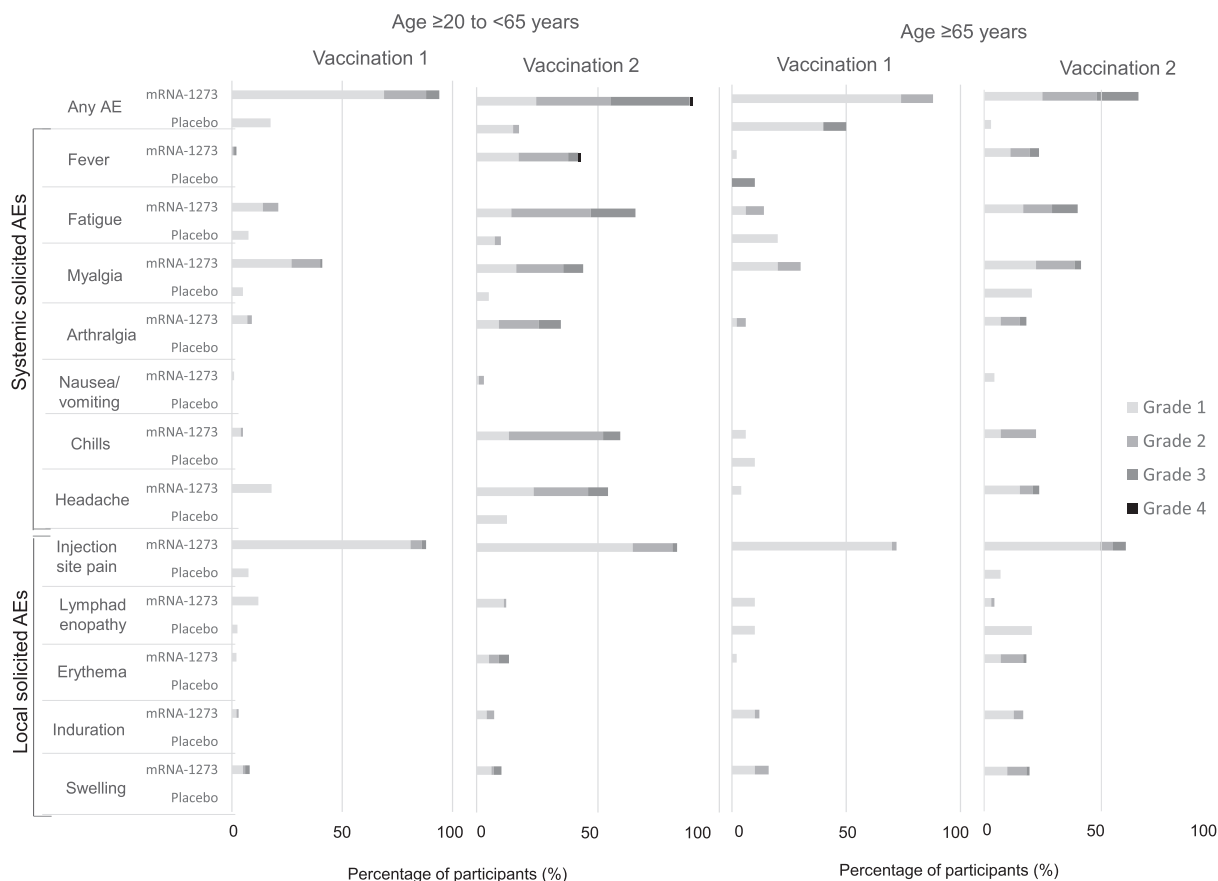 Age ≥20 to <65 years
Age ≥65 years
Vaccination 1
Vaccination 2
Vaccination 1
Vaccination 2
Systemic solicited AEs
Local solicited AEs
Any AE
mRNA-1273
Placebo
Fever
mRNA-1273
Placebo
Fatigue
mRNA-1273
Placebo
Myalgia
mRNA-1273
Placebo
Arthralgia
mRNA-1273
Placebo
Nausea/
vomiting
mRNA-1273
Placebo
Chills
mRNA-1273
Placebo
Headache
mRNA-1273
Placebo
Injection
site pain
mRNA-1273
Placebo
Lymphad
enopathy
mRNA-1273
Placebo
Erythema
mRNA-1273
Placebo
Induration
mRNA-1273
Placebo
Swelling
mRNA-1273
Placebo
Grade 1
Grade 2
Grade 3
Grade 4
0 50 100
0 50 100
0 50 100
0 50 100
Percentage of participants (%)
Percentage of participants (%)